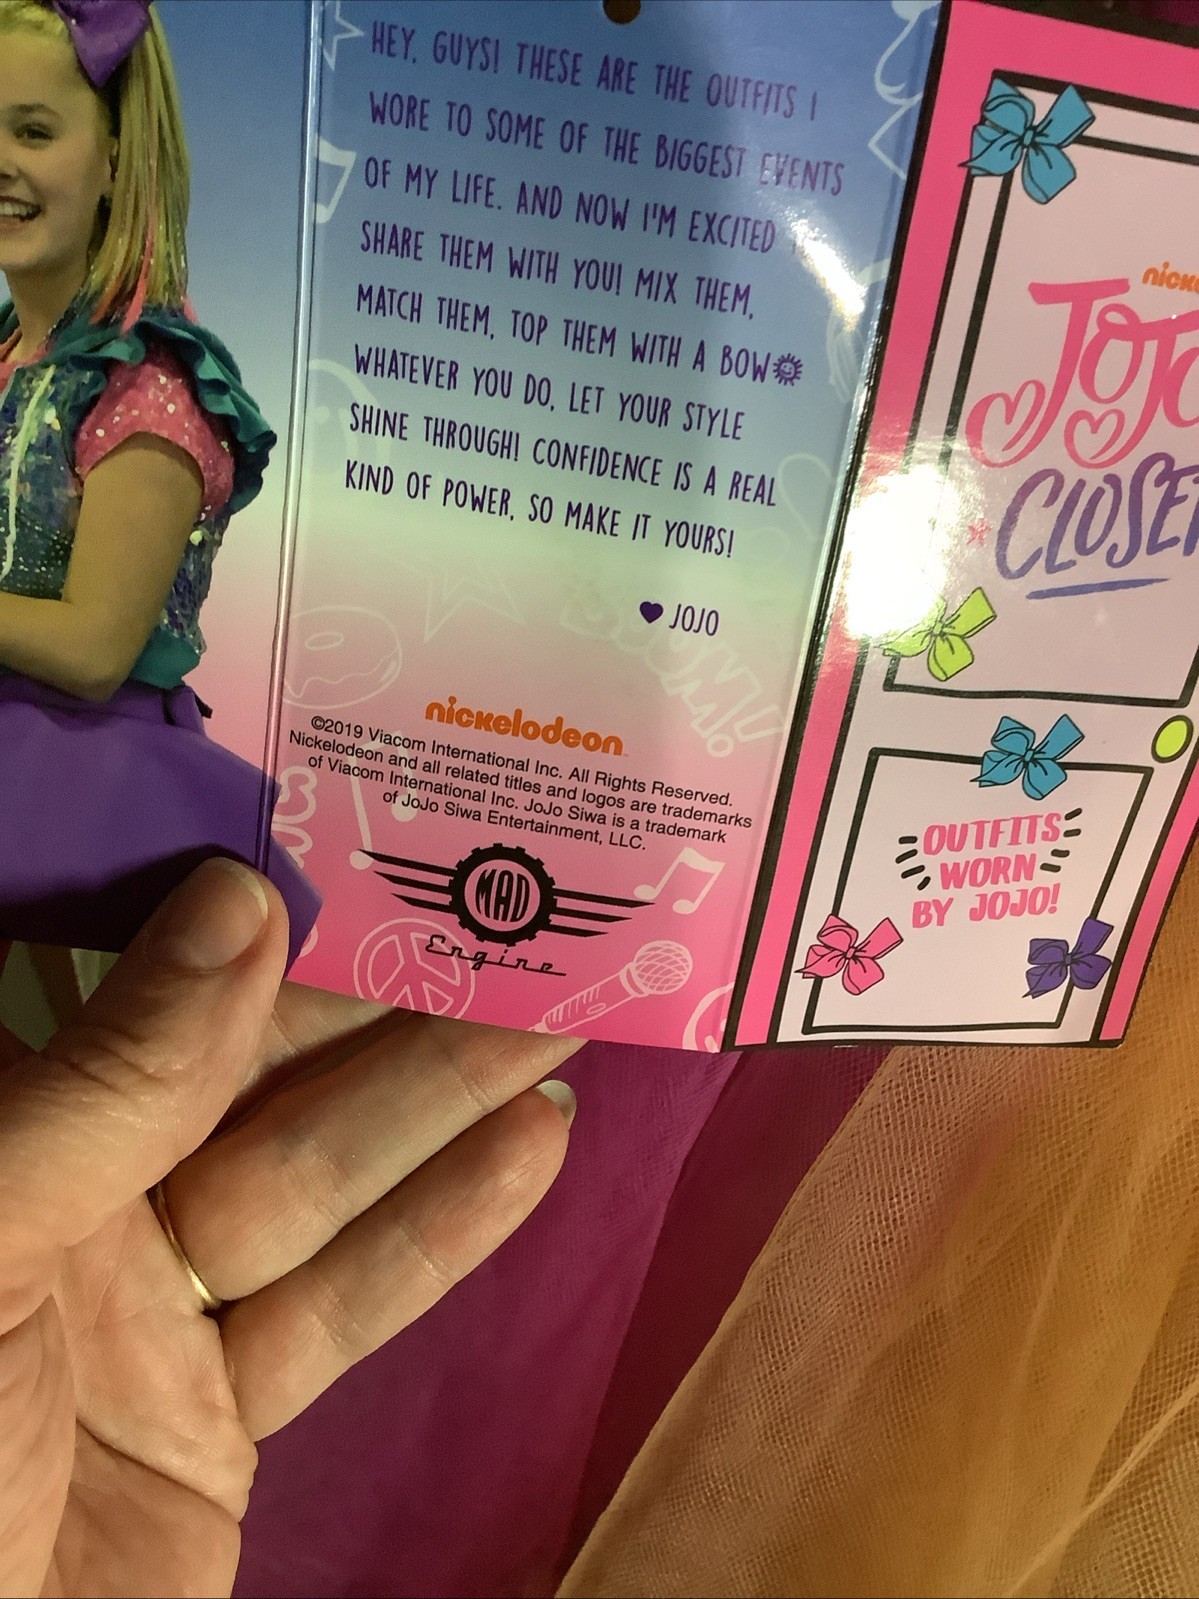 HEY, GUYS! THESE ARE THE OUTFITS I
WORE TO SOME OF THE BIGGEST EVENTS
OF MY LIFE. AND NOW I'M EXCITED
SHARE THEM WITH YOU! MIX THEM,
MATCH THEM, TOP THEM WITH A BOW
WHATEVER YOU DO, LET YOUR STYLE
SHINE THROUGH! CONFIDENCE IS A REAL
KIND OF POWER, SO MAKE IT YOURS!
♥ JOJO
BOOM!!
nickelodeon
©2019 Viacom International Inc. All Rights Reserved.
Nickelodeon and all related titles and logos are trademarks
of Viacom International Inc. JoJo Siwa is a trademark
of JoJo Siwa Entertainment, LLC.
MAD
Engine
JOJO
CLOSET
OUTFITS
WORN
BY JOJO!